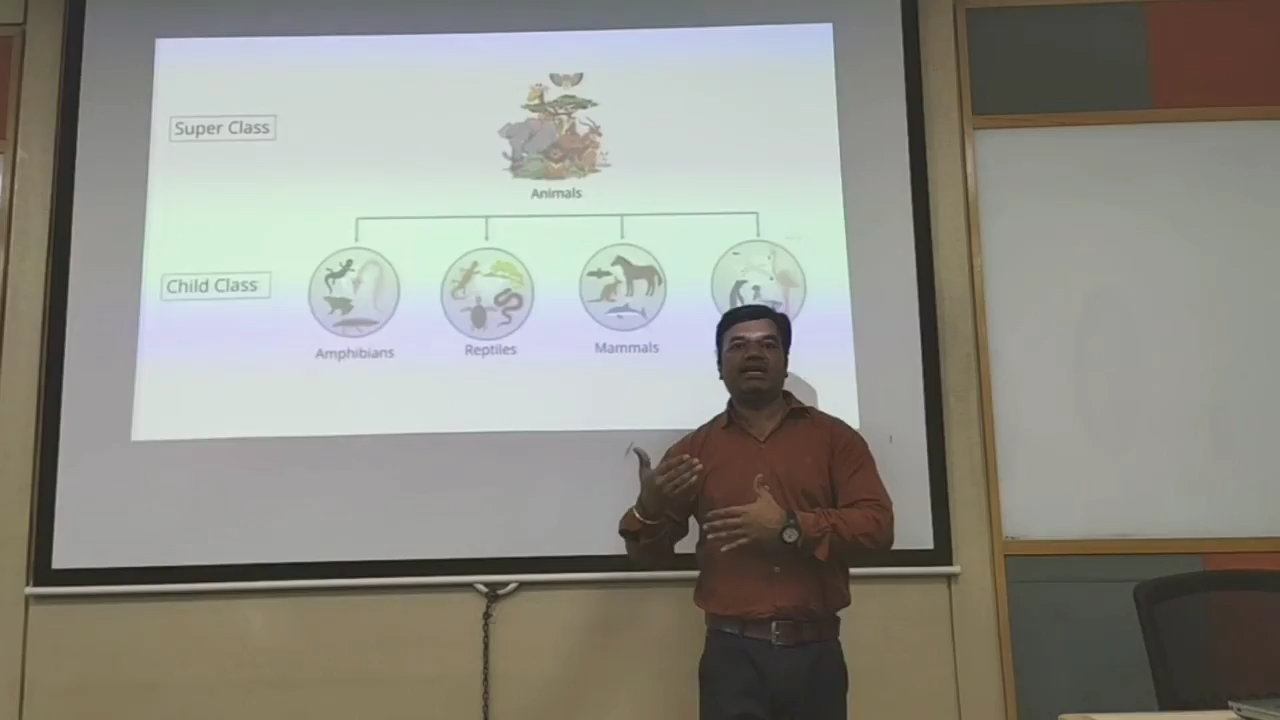 Super Class
Animals
Child Class
Amphibians
Reptiles
Mammals